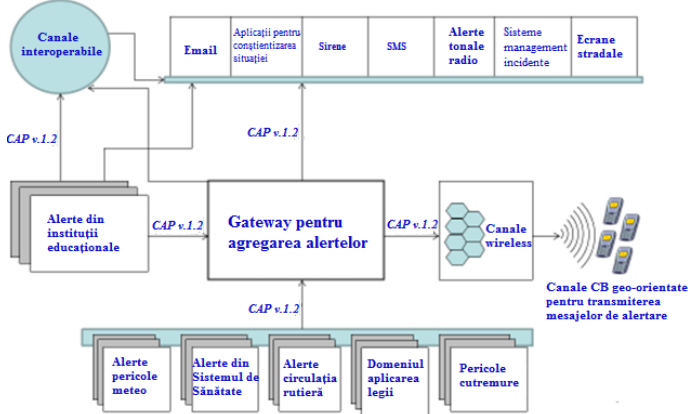 Canale
interoperabile
Email
Aplicații pentru
conștientizarea
situației
Sirene
SMS
Alerte
tonale
radio
Sisteme
management
incidente
Ecrane
stradale
CAP v.1.2
CAP v.1.2
Alerte din
instituții
educaționale
CAP v.1.2
Gateway pentru
agregarea alertelor
CAP v.1.2
Canale
wireless
Canale CB geo-orientate
pentru transmiterea
mesajelor de alertare
CAP v.1.2
Alerte
pericole
meteo
Alerte din
Sistemul de
Sănătate
Alerte
circulația
rutieră
Domeniul
aplicarea
legii
Pericole
cutremure